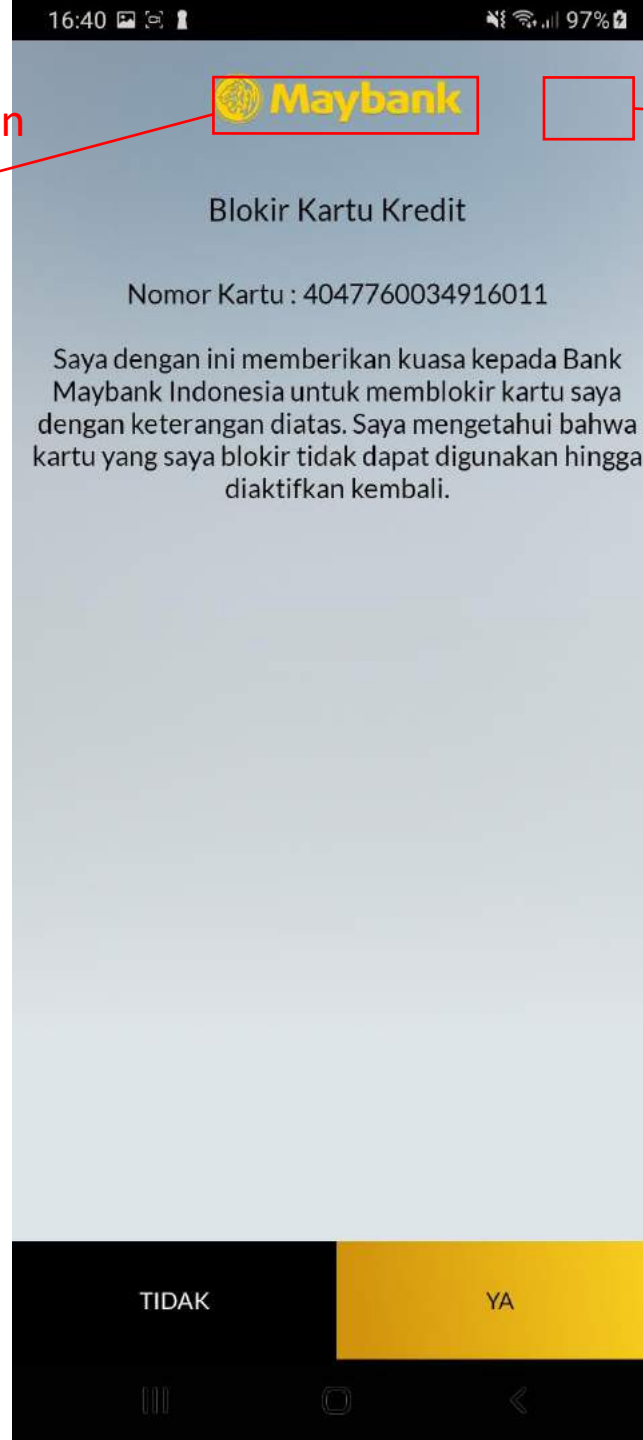 16:40
97%
Maybank
n
Blokir Kartu Kredit
Nomor Kartu : 4047760034916011
Saya dengan ini memberikan kuasa kepada Bank
Maybank Indonesia untuk memblokir kartu saya
dengan keterangan diatas. Saya mengetahui bahwa
kartu yang saya blokir tidak dapat digunakan hingga
diaktifkan kembali.
TIDAK
YA